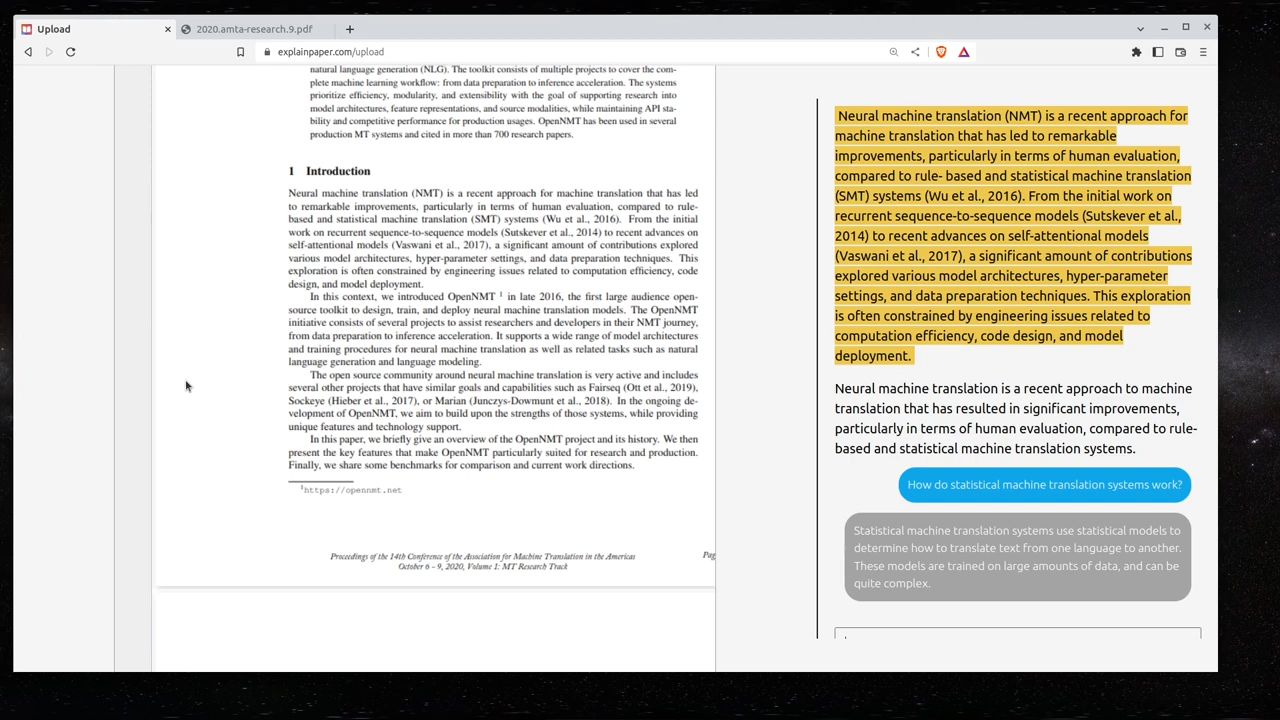 Upload
2020.amta-research.9.pdf
explainpaper.com/upload
natural language generation (NLG). The toolkit consists of multiple projects to cover the com-
plete machine learning workflow: from data preparation to inference acceleration. The systems
prioritize efficiency, modularity, and extensibility with the goal of supporting research into
model architectures, feature representations, and source modalities, while maintaining API sta-
bility and competitive performance for production usages. OpenNMT has been used in several
production MT systems and cited in more than 700 research papers.
1 Introduction
Neural machine translation (NMT) is a recent approach for machine translation that has led
to remarkable improvements, particularly in terms of human evaluation, compared to rule-
based and statistical machine translation (SMT) systems (Wu et al., 2016). From the initial
work on recurrent sequence-to-sequence models (Sutskever et al., 2014) to recent advances on
self-attentional models (Vaswani et al., 2017), a significant amount of contributions explored
various model architectures, hyper-parameter settings, and data preparation techniques. This
exploration is often constrained by engineering issues related to computation efficiency, code
design, and model deployment.
In this context, we introduced OpenNMT 1 in late 2016, the first large audience open-
source toolkit to design, train, and deploy neural machine translation models. The OpenNMT
initiative consists of several projects to assist researchers and developers in their NMT journey,
from data preparation to inference acceleration. It supports a wide range of model architectures
and training procedures for neural machine translation as well as related tasks such as natural
language generation and language modeling.
The open source community around neural machine translation is very active and includes
several other projects that have similar goals and capabilities such as Fairseq (Ott et al., 2019),
Sockeye (Hieber et al., 2017), or Marian (Junczys-Dowmunt et al., 2018). In the ongoing de-
velopment of OpenNMT, we aim to build upon the strengths of those systems, while providing
unique features and technology support.
In this paper, we briefly give an overview of the OpenNMT project and its history. We then
present the key features that make OpenNMT particularly suited for research and production.
Finally, we share some benchmarks for comparison and current work directions.
1https://opennmt.net
Proceedings of the 14th Conference of the Association for Machine Translation in the Americas
October 6 - 9, 2020, Volume 1: MT Research Track
Pag
Neural machine translation (NMT) is a recent approach for
machine translation that has led to remarkable
improvements, particularly in terms of human evaluation,
compared to rule- based and statistical machine translation
(SMT) systems (Wu et al., 2016). From the initial work on
recurrent sequence-to-sequence models (Sutskever et al.,
2014) to recent advances on self-attentional models
(Vaswani et al., 2017), a significant amount of contributions
explored various model architectures, hyper-parameter
settings, and data preparation techniques. This exploration
is often constrained by engineering issues related to
computation efficiency, code design, and model
deployment.
Neural machine translation is a recent approach to machine
translation that has resulted in significant improvements,
particularly in terms of human evaluation, compared to rule-
based and statistical machine translation systems.
How do statistical machine translation systems work?
Statistical machine translation systems use statistical models to
determine how to translate text from one language to another.
These models are trained on large amounts of data, and can be
quite complex.